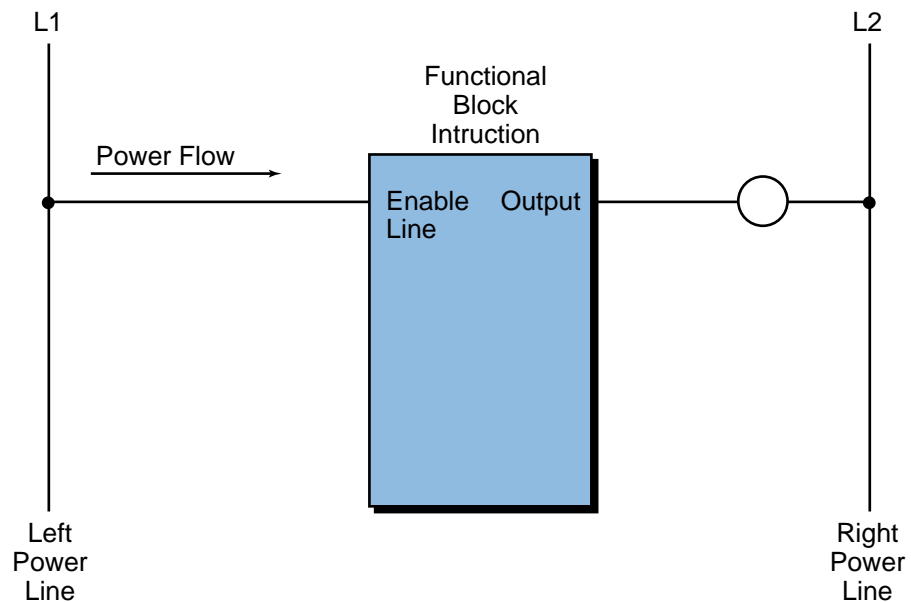 L1
L2
Functional
Block
Intruction
Power Flow
Enable Output
Line
Left
Power
Line
Right
Power
Line